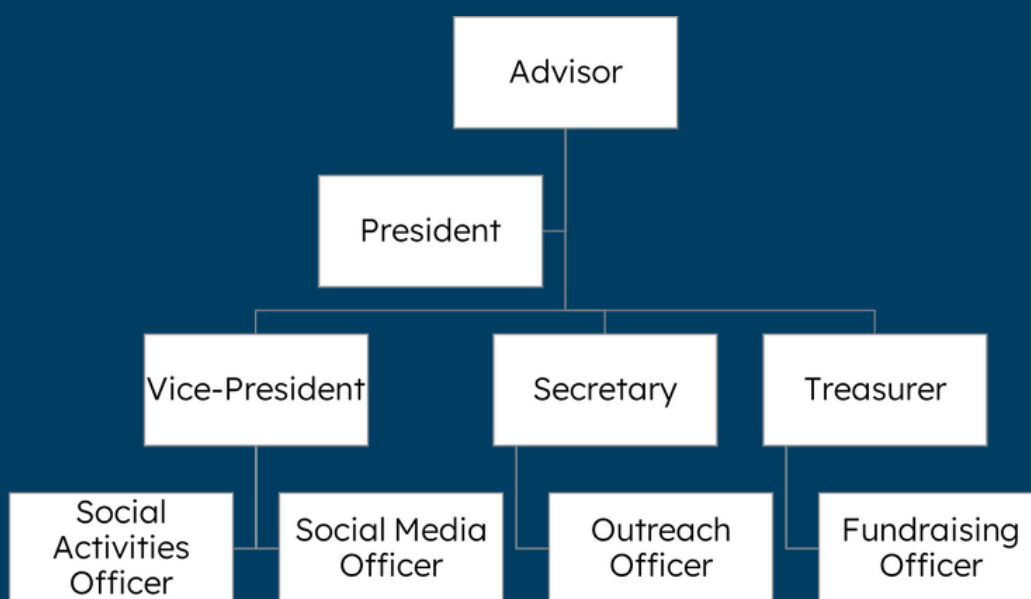 Advisor
President
Vice-President
Secretary
Treasurer
Social
Activities
Officer
Social Media
Officer
Outreach
Officer
Fundraising
Officer